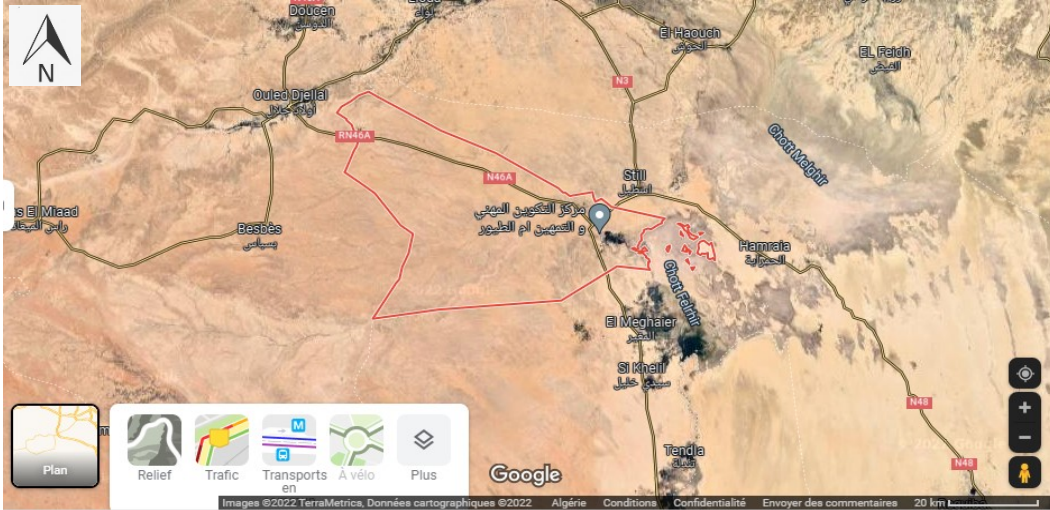 Doucen
الدوسن
لواء
El Haouch
الحوش
EL Feidh
الفيض
N
N3
Ouled Djellal
أولاد جلال
RN46A
Chott Melghir
N46A
Still
اسطيل
مركز التكوين المهني
و التمهين ام الطيور
as El Miaad
راس الميعاد
Besbes
بسباس
Hamraia
الحمراية
Chott Felrhir
El Meghaier
المغير
Si Khelil
سيدي خليل
N48
Tendla
N48
Plan
Relief
Trafic
M
Transports
en
À vélo
Plus
Google
Images ©2022 TerraMetrics, Données cartographiques ©2022 Algérie Conditions Confidentialité Envoyer des commentaires 20 km